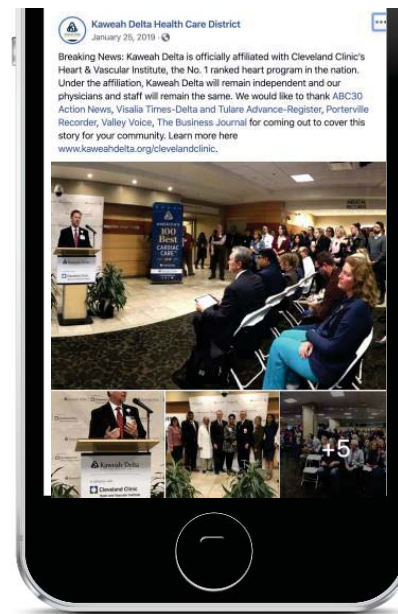 Kaweah Delta Health Care District
January 25, 2019 ·
Breaking News: Kaweah Delta is officially affiliated with Cleveland Clinic's
Heart & Vascular Institute, the No. 1 ranked heart program in the nation.
Under the affiliation, Kaweah Delta will remain independent and our
physicians and staff will remain the same. We would like to thank ABC30
Action News, Visalia Times-Delta and Tulare Advance-Register, Porterville
Recorder, Valley Voice, The Business Journal for coming out to cover this
story for your community. Learn more here
www.kaweahdelta.org/clevelandclinic.
AMERICA'S
100
Best
CARDIAC
CARE
Kaweah Delta
Cleveland Clinic
+5